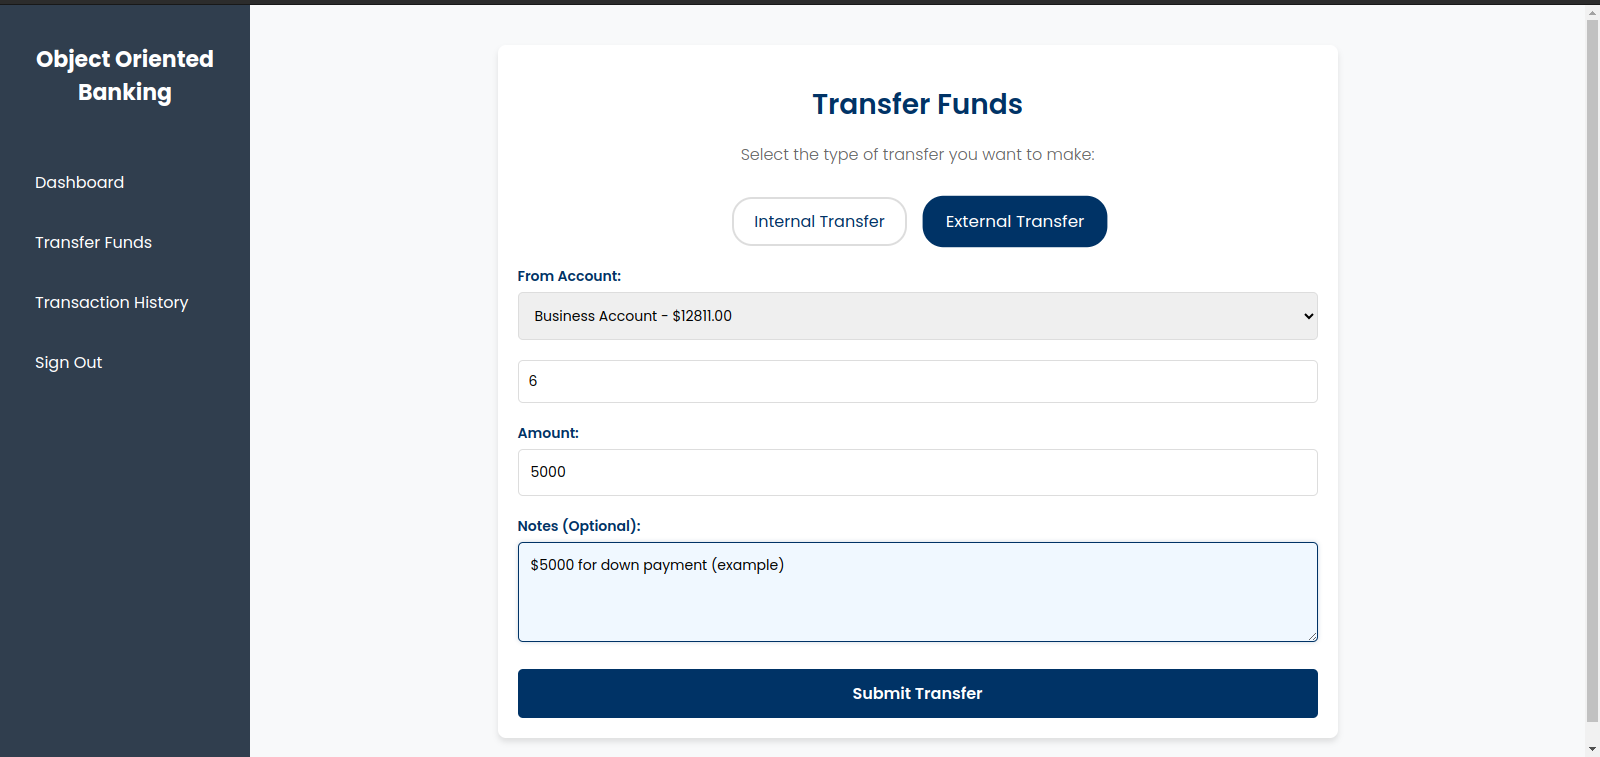 Object Oriented
Banking
Dashboard
Transfer Funds
Transaction History
Sign Out
Transfer Funds
Select the type of transfer you want to make:
Internal Transfer
External Transfer
From Account:
Business Account - $12811.00
6
Amount:
5000
Notes (Optional):
$5000 for down payment (example)
Submit Transfer